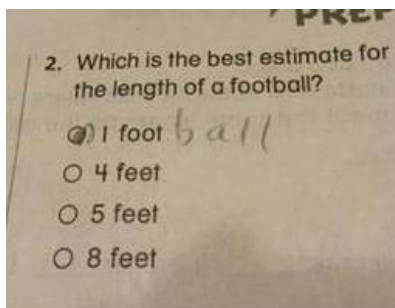 PREP
2. Which is the best estimate for
the length of a football?
1 foot ball
4 feet
5 feet
8 feet